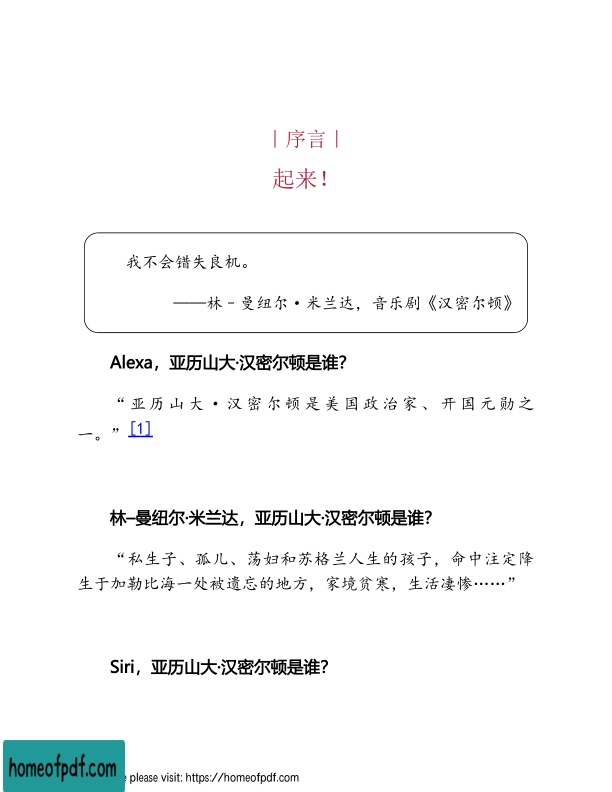 | 序言 |
起来！
我不会错失良机。
——林–曼纽尔·米兰达，音乐剧《汉密尔顿》
Alexa，亚历山大·汉密尔顿是谁？
“亚历山大·汉密尔顿是美国政治家、开国元勋之
一。” [1]
林–曼纽尔·米兰达，亚历山大·汉密尔顿是谁？
“私生子、孤儿、荡妇和苏格兰人生的孩子，命中注定降
生于加勒比海一处被遗忘的地方，家境贫寒，生活凄惨……”
Siri，亚历山大·汉密尔顿是谁？
homeofpdf.com
e please visit: https://homeofpdf.com